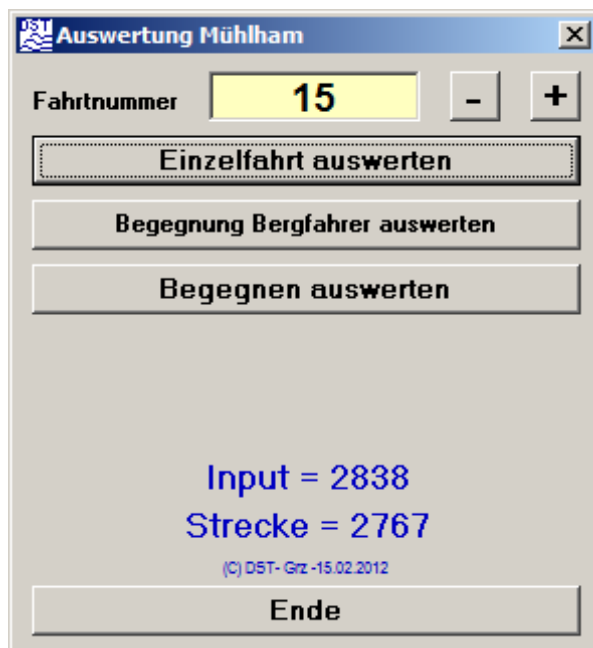 DST Auswertung Mühlham
Fahrtnummer 15 - +
Einzelfahrt auswerten
Begegnung Bergfahrer auswerten
Begegnen auswerten
Input = 2838
Strecke = 2767
(C) DST- Grz -15.02.2012
Ende